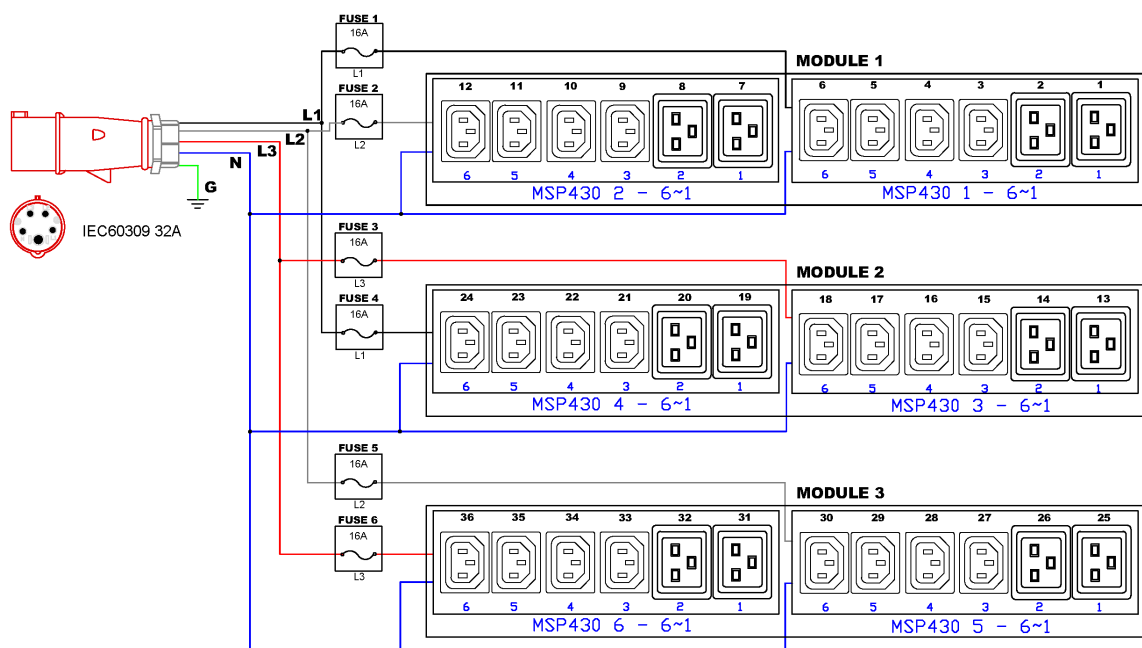 FUSE 1
16A
L1
MODULE 1
FUSE 2
16A
L2
12 11 10 9 8 7
6 5 4 3 2 1
6 5 4 3 2 1
6 5 4 3 2 1
MSP430 2 - 6~1
MSP430 1 - 6~1
L1
L2
L3
N
G
IEC60309 32A
FUSE 3
16A
L3
MODULE 2
FUSE 4
16A
L1
24 23 22 21 20 19
18 17 16 15 14 13
6 5 4 3 2 1
6 5 4 3 2 1
MSP430 4 - 6~1
MSP430 3 - 6~1
FUSE 5
16A
L2
MODULE 3
FUSE 6
16A
L3
36 35 34 33 32 31
30 29 28 27 26 25
6 5 4 3 2 1
6 5 4 3 2 1
MSP430 6 - 6~1
MSP430 5 - 6~1